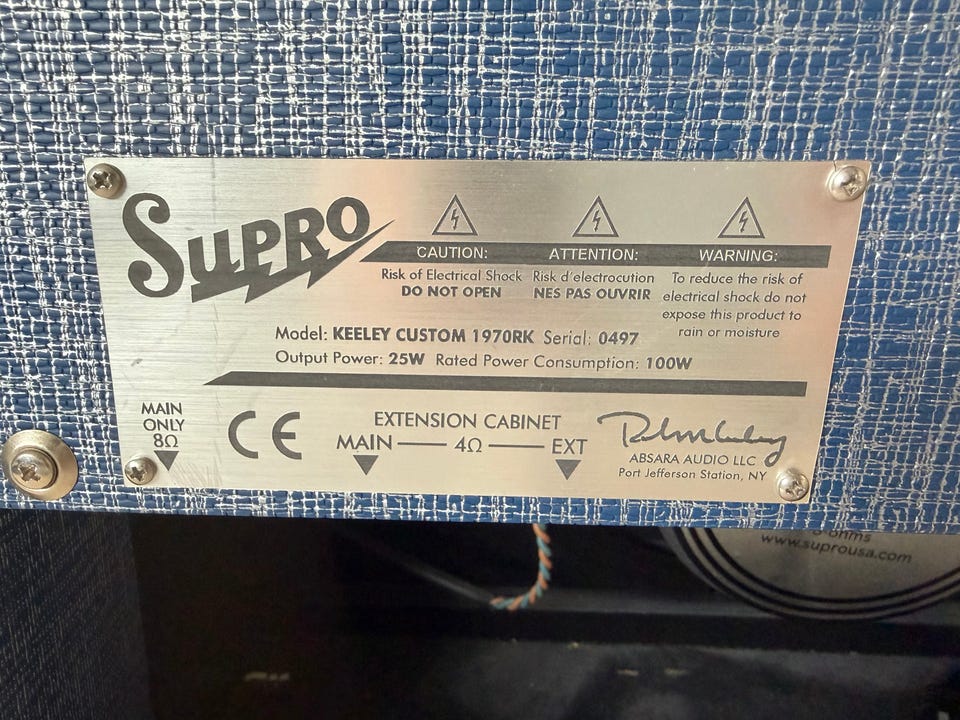 SUPRO
CAUTION:
Risk of Electrical Shock
DO NOT OPEN
ATTENTION:
Risk d'electrocution
NES PAS OUVRIR
WARNING:
To reduce the risk of
electrical shock do not
expose this product to
rain or moisture
Model: KEELEY CUSTOM 1970RK Serial: 0497
Output Power: 25W Rated Power Consumption: 100W
MAIN
ONLY
8Ω
CE
EXTENSION CABINET
MAIN — 4Ω — EXT
ABSARA AUDIO LLC
Port Jefferson Station, NY
ohms
www.suprousa.com